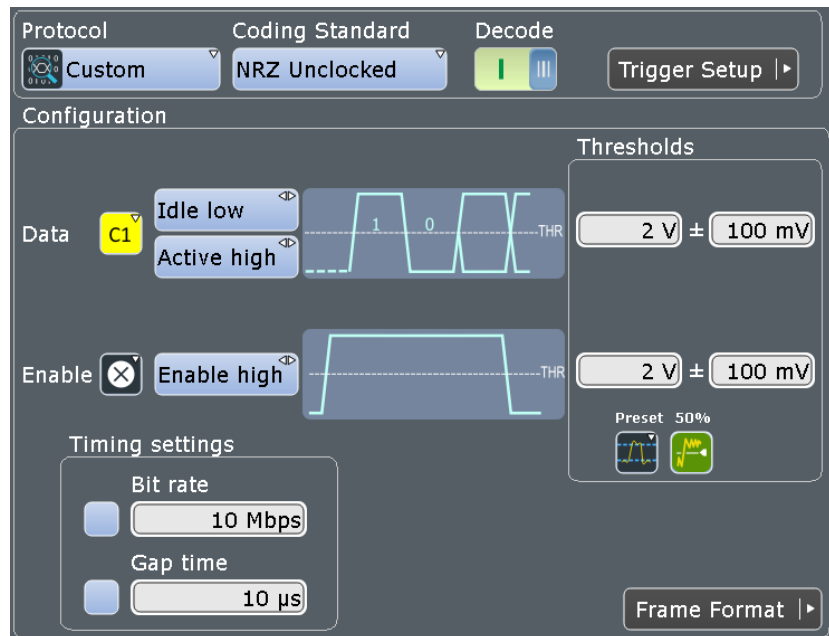 Protocol
Coding Standard
Decode
Custom
NRZ Unclocked
I
Trigger Setup
Configuration
Thresholds
Data
C1
Idle low
Active high
1 0
THR
2 V ± 100 mV
Enable
Enable high
THR
2 V ± 100 mV
Preset 50%
Timing settings
Bit rate
10 Mbps
Gap time
10 µs
Frame Format